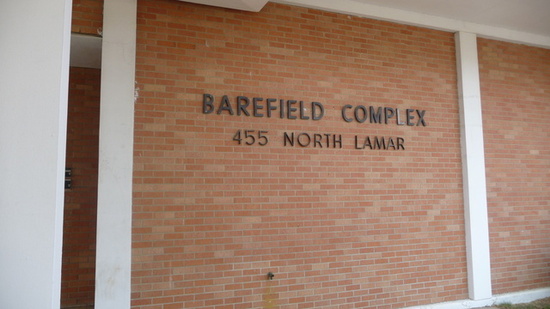 BAREFIELD COMPLEX
455 NORTH LAMAR